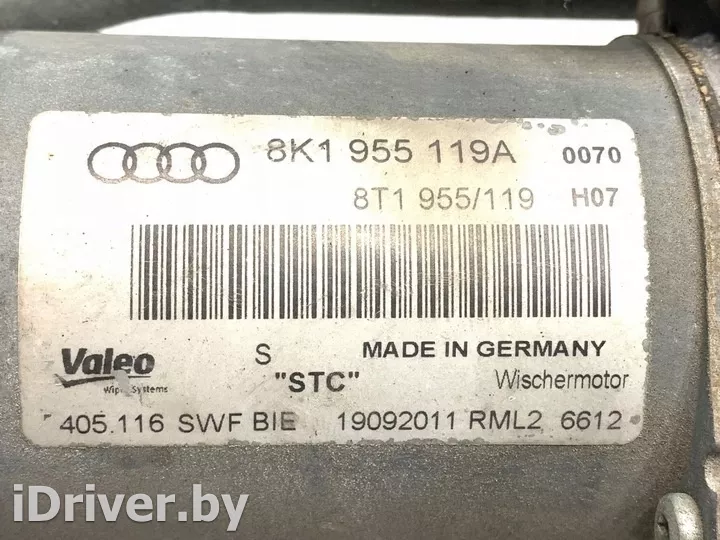 8K1 955 119A 0070
8T1 955/119 H07
Valeo S MADE IN GERMANY
Wiper Systems "STC" Wischermotor
405.116 SWF BIE 19092011 RML2 6612
iDriver.by